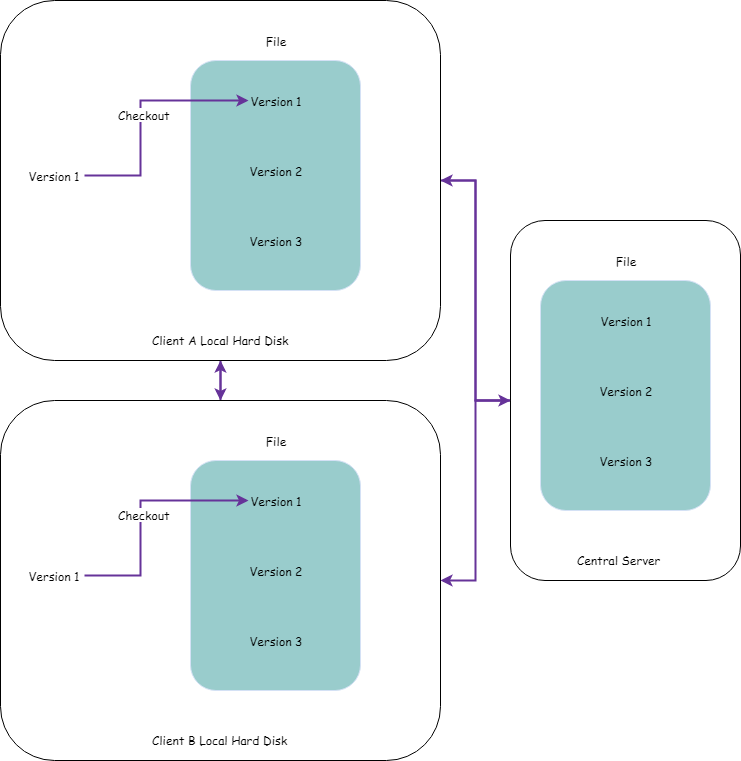 File
Version 1
Checkout
Version 2
Version 1
Version 3
Client A Local Hard Disk
File
Version 1
Version 2
Version 3
Central Server
File
Version 1
Checkout
Version 2
Version 1
Version 3
Client B Local Hard Disk